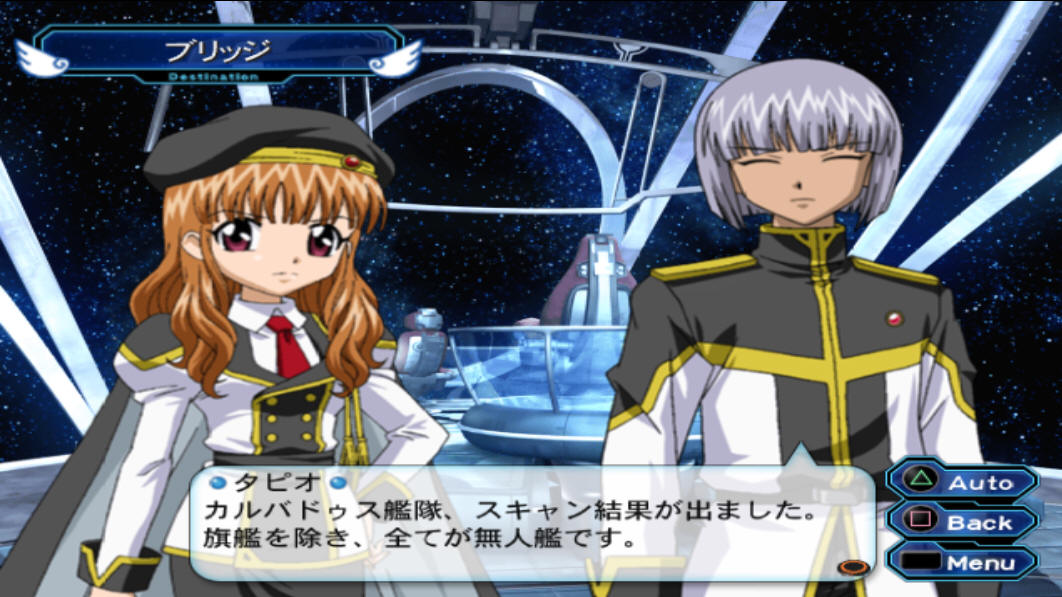 ブリッジ
Destination
タピオ
カルバドゥス艦隊、スキャン結果が出ました。
旗艦を除き、全てが無人艦です。
Auto
Back
Menu